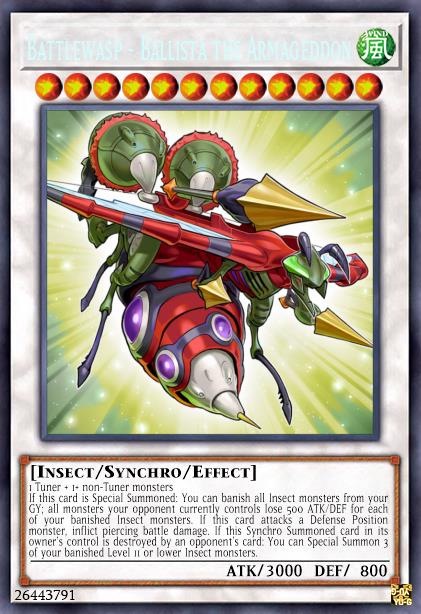 Battlewasp - Ballista the Armageddon
WIND
風
[Insect/Synchro/Effect]
1 Tuner + 1+ non-Tuner monsters
If this card is Special Summoned: You can banish all Insect monsters from your
GY; all monsters your opponent currently controls lose 500 ATK/DEF for each
of your banished Insect monsters. If this card attacks a Defense Position
monster, inflict piercing battle damage. If this Synchro Summoned card in its
owner's control is destroyed by an opponent's card: You can Special Summon 3
of your banished Level 11 or lower Insect monsters.
ATK/3000 DEF/ 800
26443791